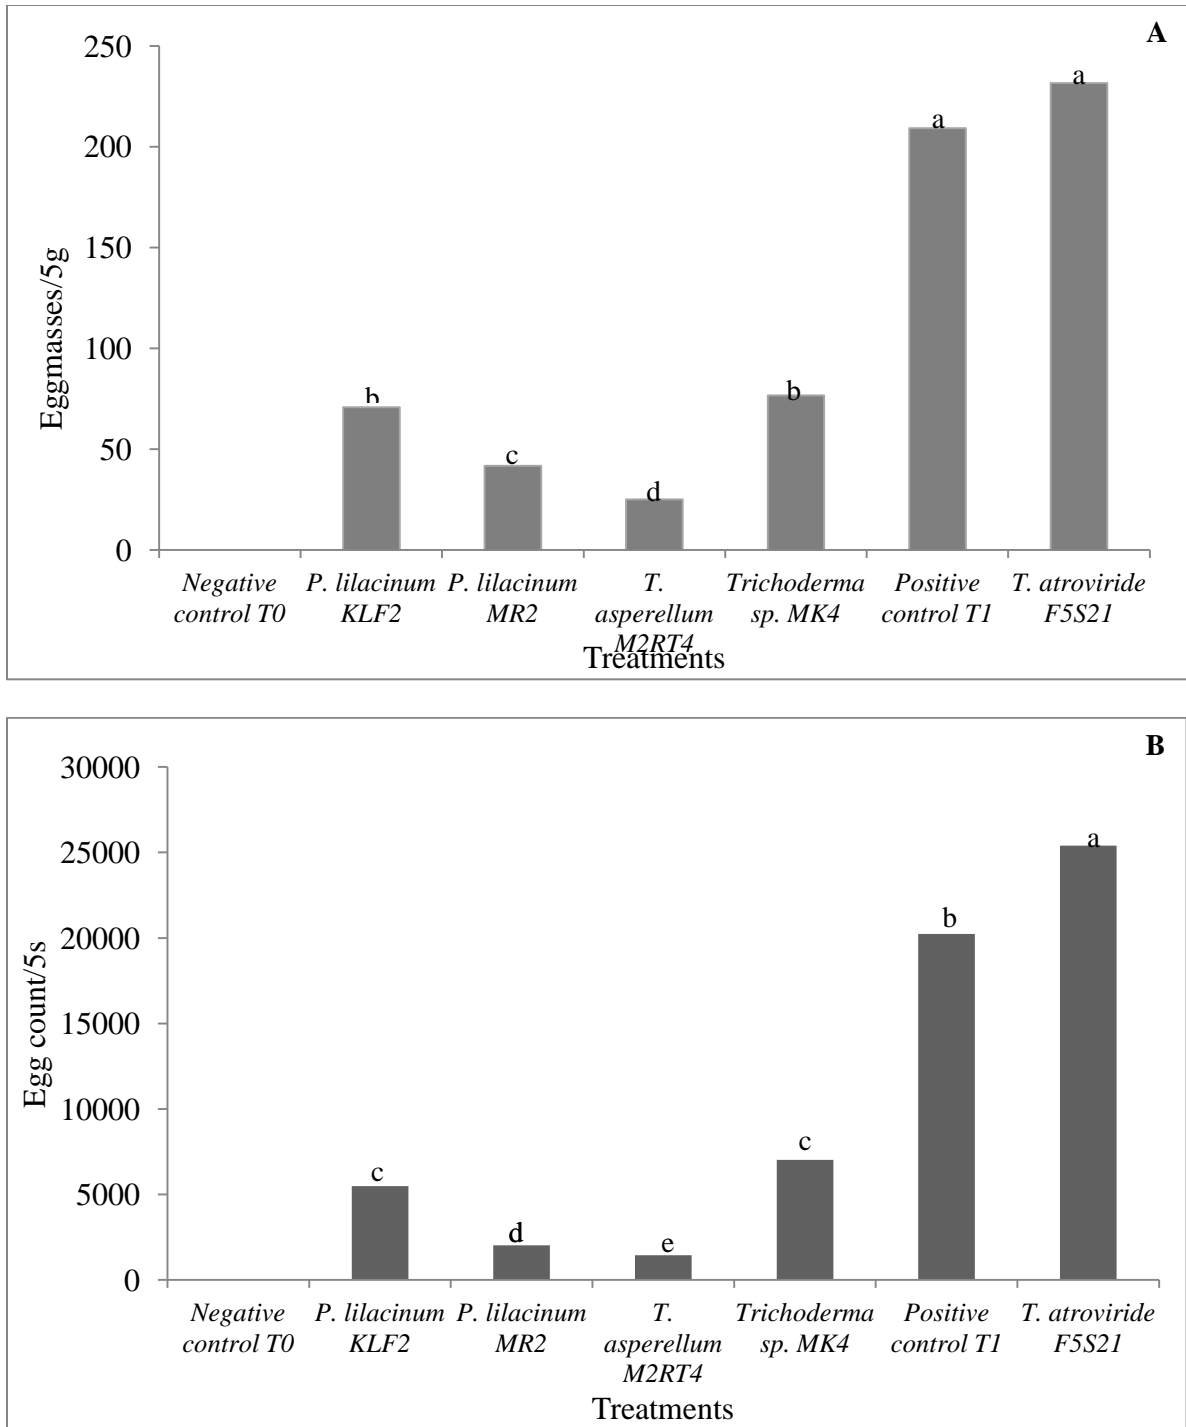 A
250
200
150
100
50
0
Eggmasses/5g
b
c
d
b
a
a
Negative
control T0
P. lilacinum
KLF2
P. lilacinum
MR2
T.
asperellum
M2RT4
Trichoderma
sp. MK4
Positive
control T1
T. atroviride
F5S21
Treatments
B
30000
25000
20000
15000
10000
5000
0
Egg count/5s
c
d
e
c
b
a
Negative
control T0
P. lilacinum
KLF2
P. lilacinum
MR2
T.
asperellum
M2RT4
Trichoderma
sp. MK4
Positive
control T1
T. atroviride
F5S21
Treatments